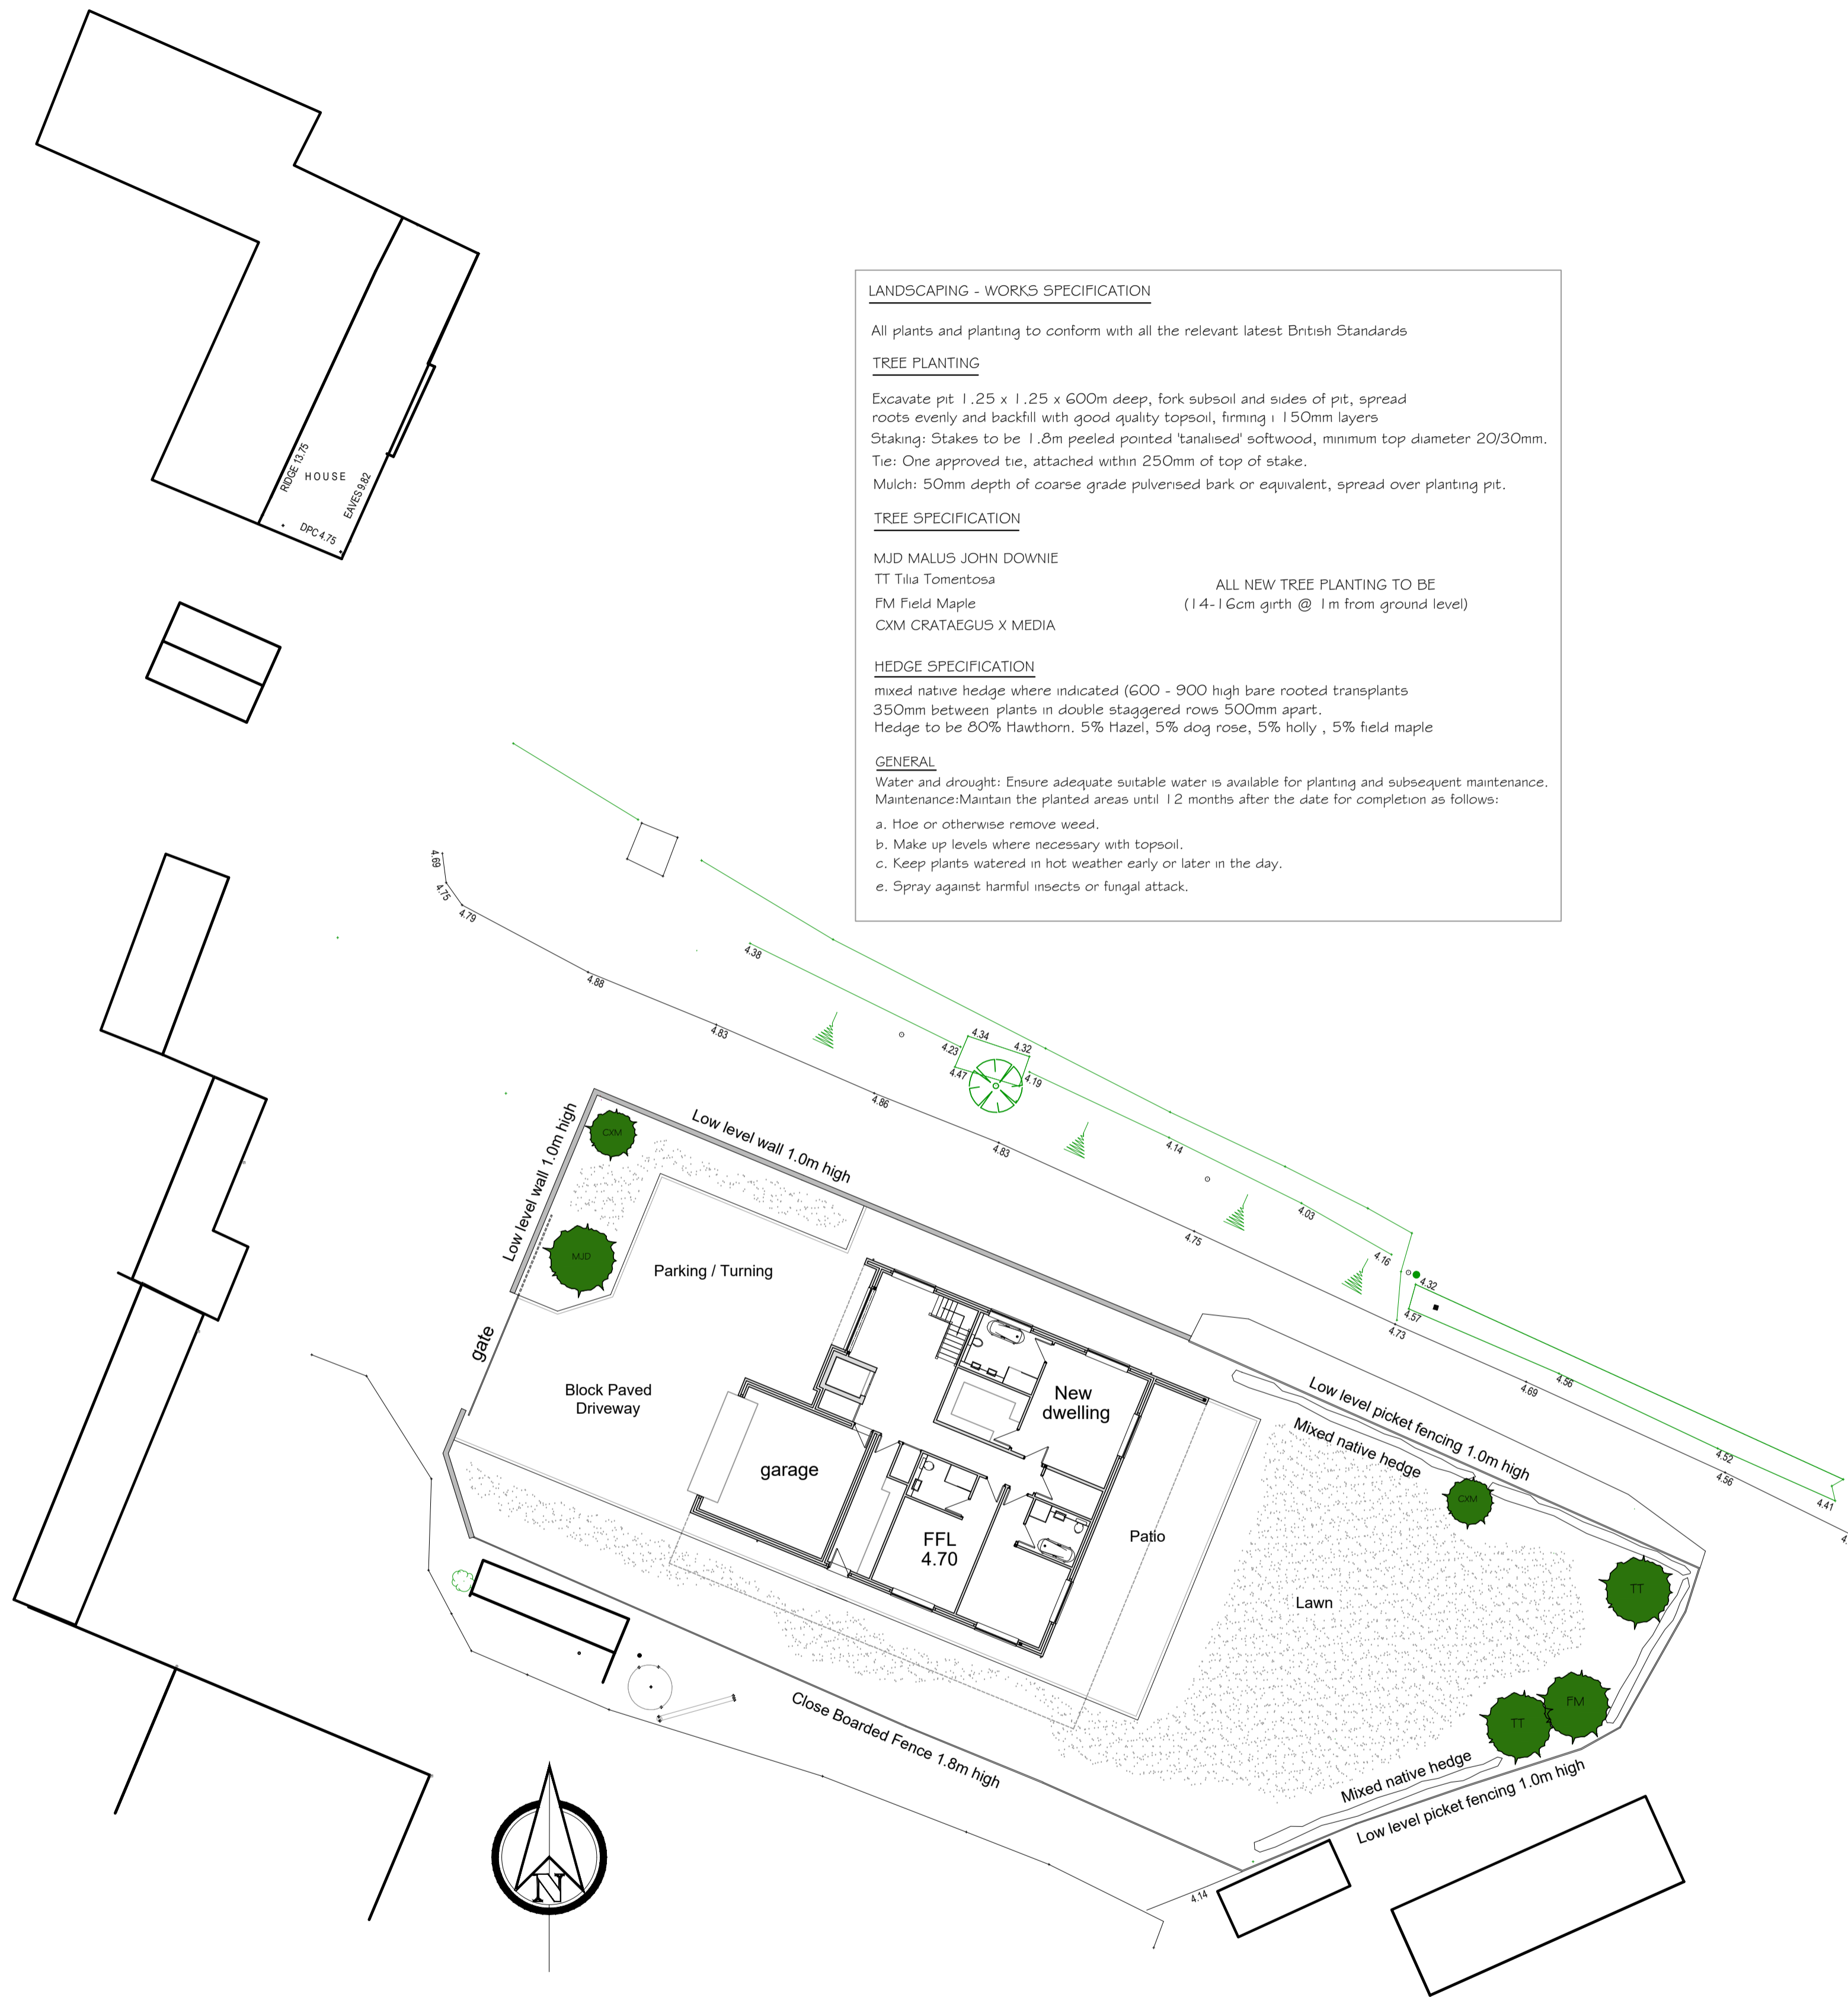 LANDSCAPING - WORKS SPECIFICATION
All plants and planting to conform with all the relevant latest British Standards
TREE PLANTING
Excavate pit 1.25 x 1.25 x 600m deep, fork subsoil and sides of pit, spread
roots evenly and backfill with good quality topsoil, firming i 150mm layers
Staking: Stakes to be 1.8m peeled pointed 'tanalised' softwood, minimum top diameter 20/30mm.
Tie: One approved tie, attached within 250mm of top of stake.
Mulch: 50mm depth of coarse grade pulverised bark or equivalent, spread over planting pit.
TREE SPECIFICATION
MJD MALUS JOHN DOWNIE
TT Tilia Tomentosa
FM Field Maple
CXM CRATAEGUS X MEDIA
ALL NEW TREE PLANTING TO BE
(14-16cm girth @ 1m from ground level)
HEDGE SPECIFICATION
mixed native hedge where indicated (600 - 900 high bare rooted transplants
350mm between plants in double staggered rows 500mm apart.
Hedge to be 80% Hawthorn. 5% Hazel, 5% dog rose, 5% holly , 5% field maple
GENERAL
Water and drought: Ensure adequate suitable water is available for planting and subsequent maintenance.
Maintenance:Maintain the planted areas until 12 months after the date for completion as follows:
a. Hoe or otherwise remove weed.
b. Make up levels where necessary with topsoil.
c. Keep plants watered in hot weather early or later in the day.
e. Spray against harmful insects or fungal attack.
RIDGE 13.75
HOUSE
EAVES 9.82
DPC 4.75
4.69
4.75
4.79
4.88
4.83
4.86
4.83
4.75
4.73
4.69
4.56
4.38
4.23
4.34
4.32
4.47
4.19
4.14
4.03
4.16
4.32
4.57
4.56
4.52
4.41
Low level wall 1.0m high
Low level wall 1.0m high
CXM
MJD
gate
Parking / Turning
Block Paved
Driveway
garage
New
dwelling
FFL
4.70
Patio
Lawn
Low level picket fencing 1.0m high
Mixed native hedge
CXM
TT
FM
TT
Mixed native hedge
Low level picket fencing 1.0m high
Close Boarded Fence 1.8m high
4.14
N